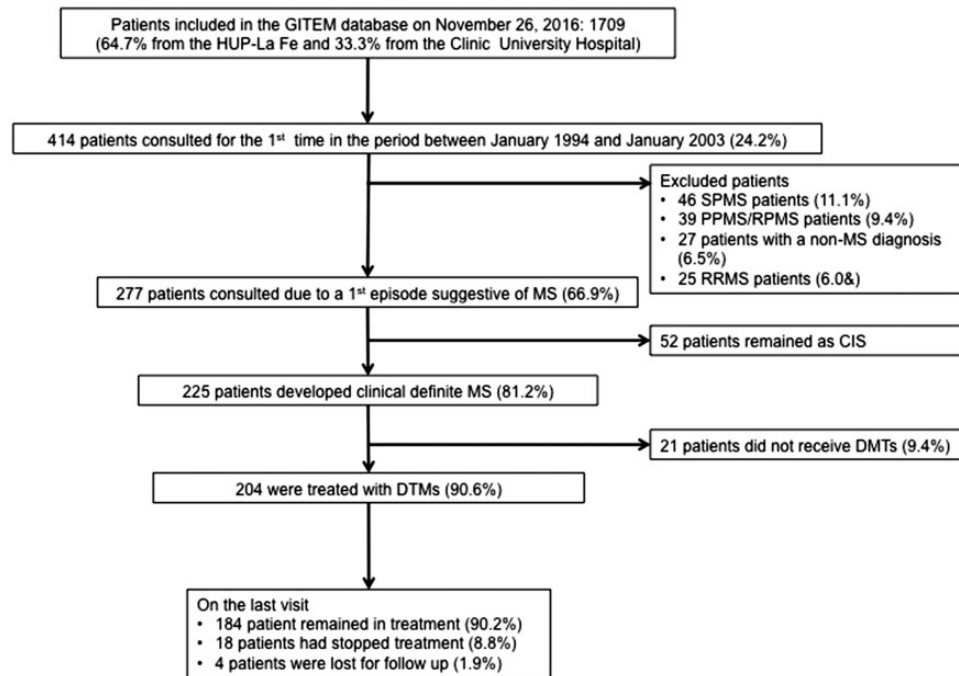 Patients included in the GITEM database on November 26, 2016: 1709
(64.7% from the HUP-La Fe and 33.3% from the Clinic University Hospital)
414 patients consulted for the 1st time in the period between January 1994 and January 2003 (24.2%)
Excluded patients
• 46 SPMS patients (11.1%)
• 39 PPMS/RPMS patients (9.4%)
• 27 patients with a non-MS diagnosis
(6.5%)
• 25 RRMS patients (6.0&)
277 patients consulted due to a 1st episode suggestive of MS (66.9%)
52 patients remained as CIS
225 patients developed clinical definite MS (81.2%)
21 patients did not receive DMTs (9.4%)
204 were treated with DTMs (90.6%)
On the last visit
• 184 patient remained in treatment (90.2%)
• 18 patients had stopped treatment (8.8%)
• 4 patients were lost for follow up (1.9%)